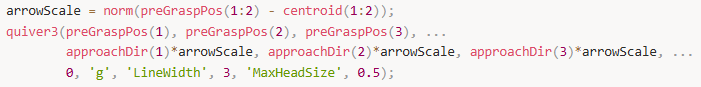 arrowScale = norm(preGraspPos(1:2) - centroid(1:2));
quiver3(preGraspPos(1), preGraspPos(2), preGraspPos(3), ...
approachDir(1)*arrowScale, approachDir(2)*arrowScale, approachDir(3)*arrowScale, ...
0, 'g', 'LineWidth', 3, 'MaxHeadSize', 0.5);